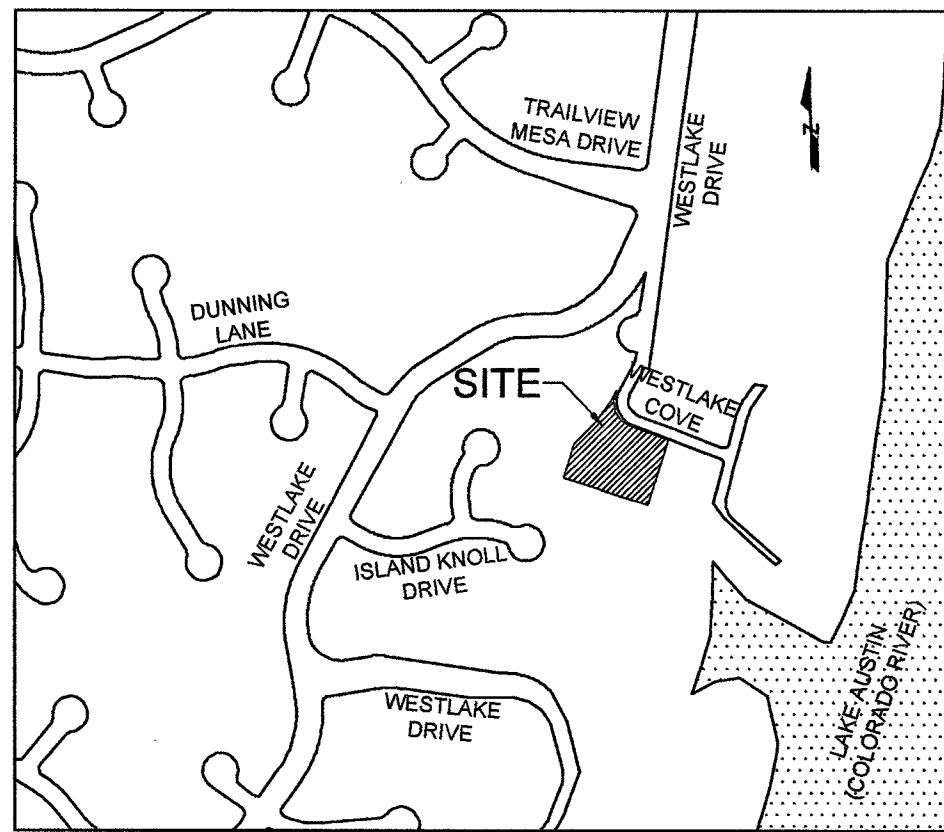 TRAILVIEW
MESA DRIVE
WESTLAKE
DRIVE
N
DUNNING
LANE
SITE
WESTLAKE
COVE
WESTLAKE
DRIVE
ISLAND KNOLL
DRIVE
WESTLAKE
DRIVE
LAKE AUSTIN
(COLORADO RIVER)